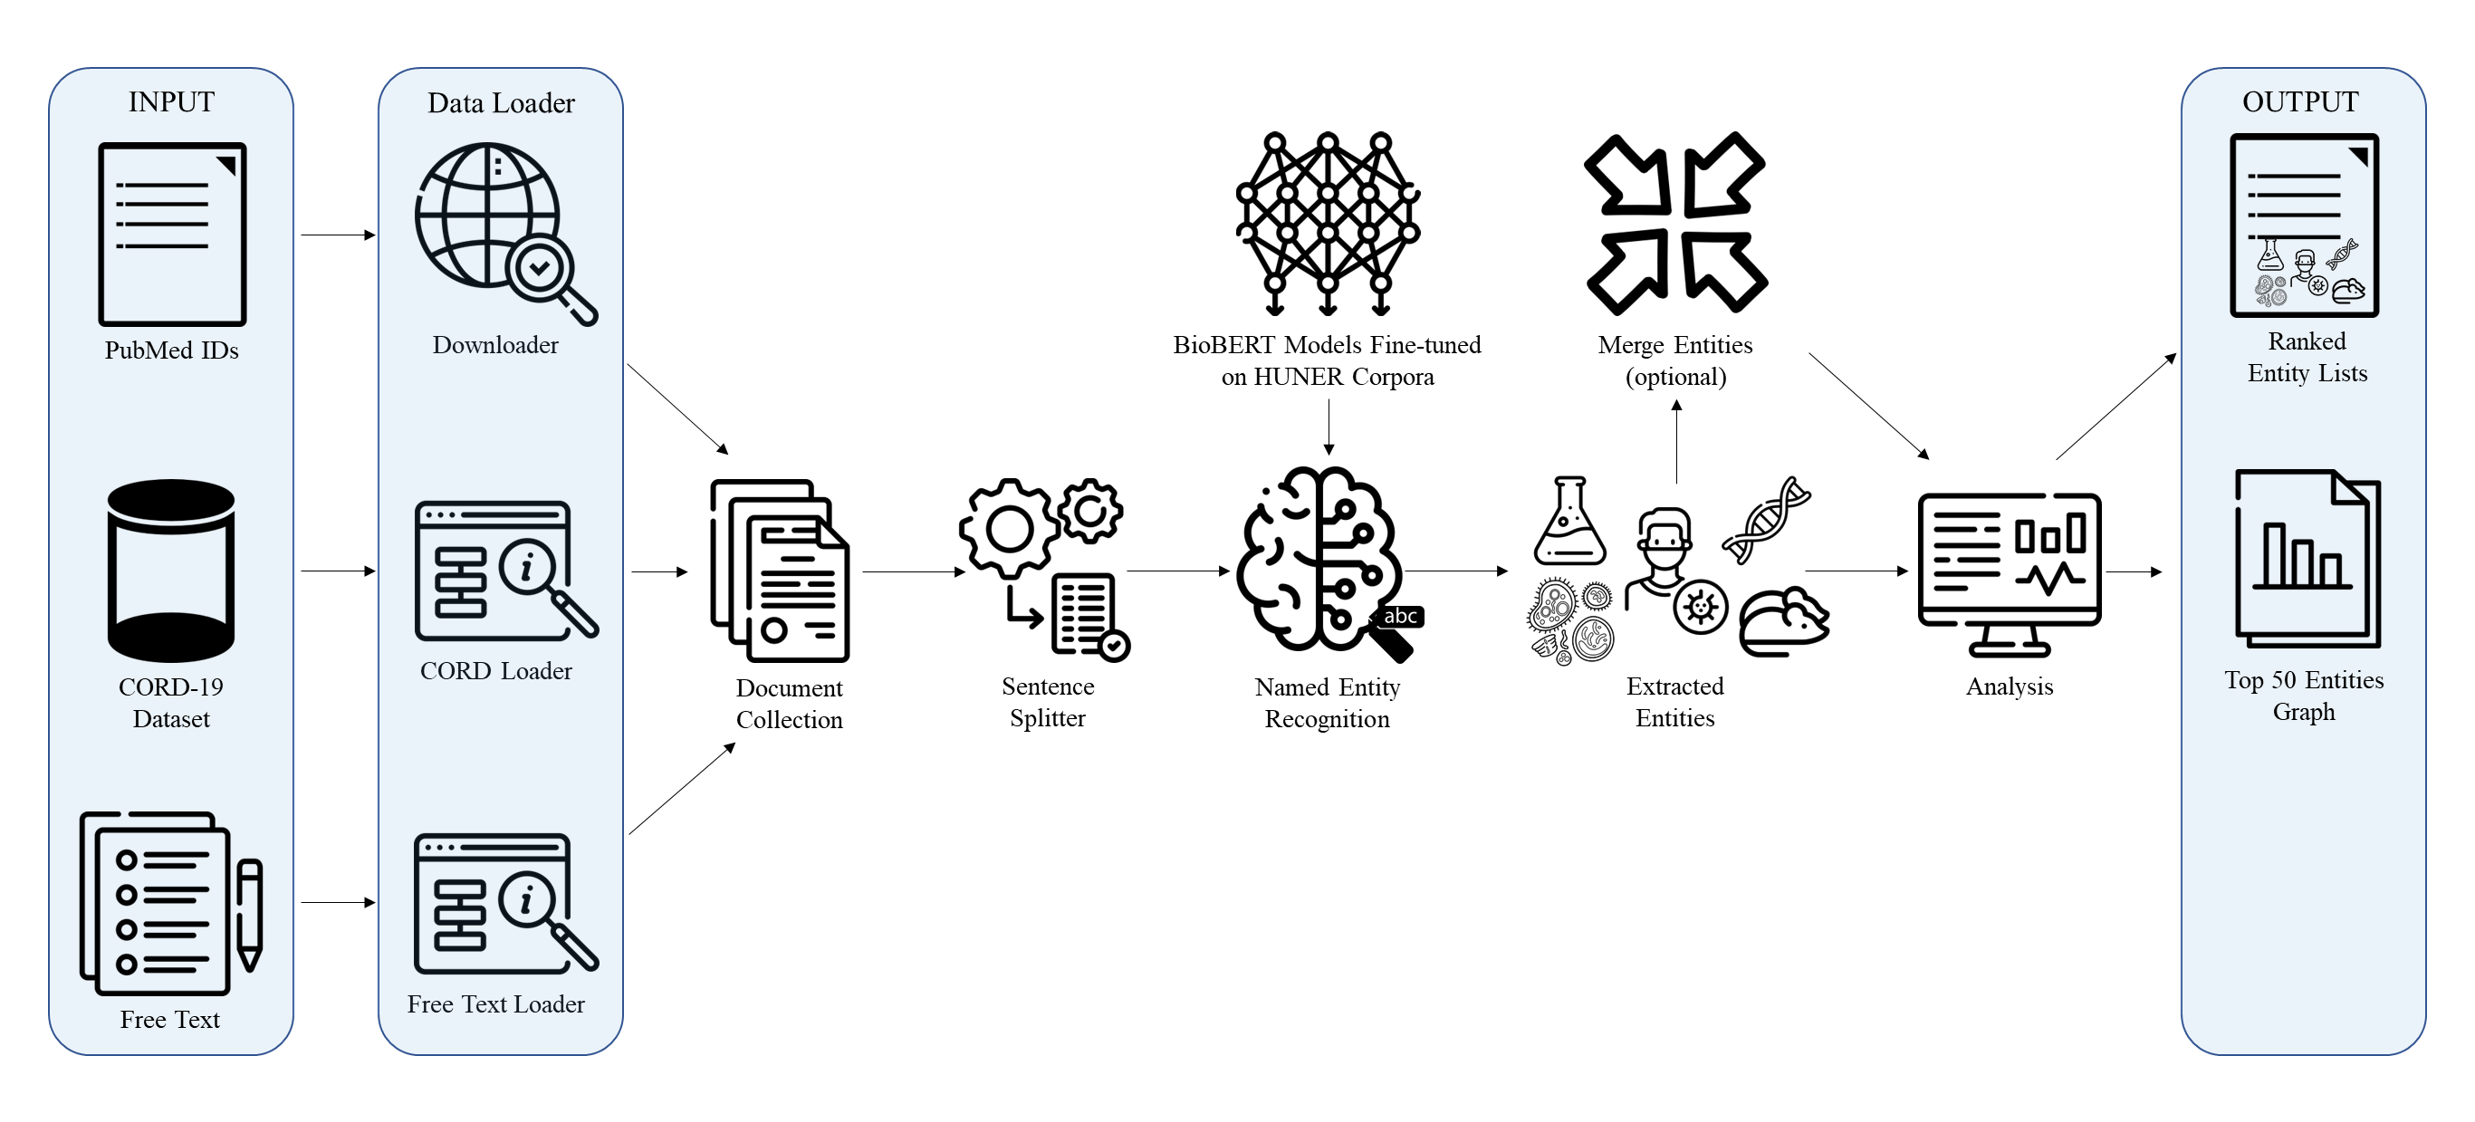 INPUT
PubMed IDs
CORD-19
Dataset
Free Text
Data Loader
Downloader
CORD Loader
Free Text Loader
Document
Collection
Sentence
Splitter
BioBERT Models Fine-tuned
on HUNER Corpora
abc
Named Entity
Recognition
Merge Entities
(optional)
Extracted
Entities
Analysis
OUTPUT
Ranked
Entity Lists
Top 50 Entities
Graph